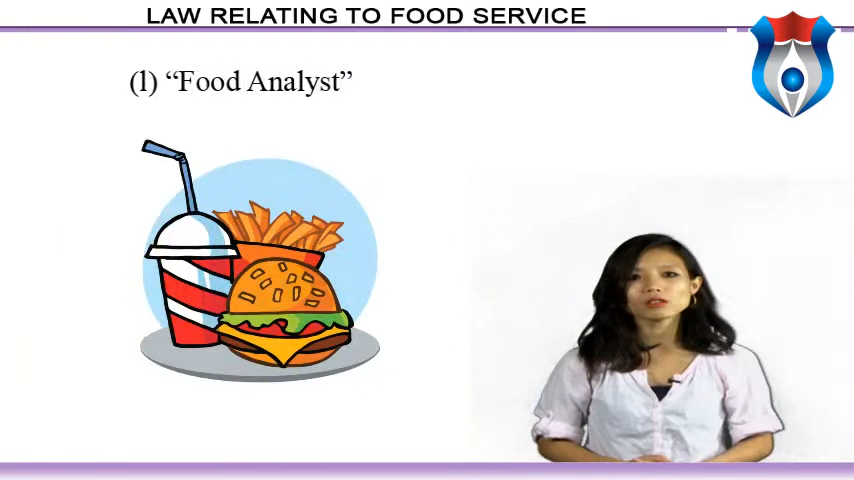 LAW RELATING TO FOOD SERVICE
(l) “Food Analyst”